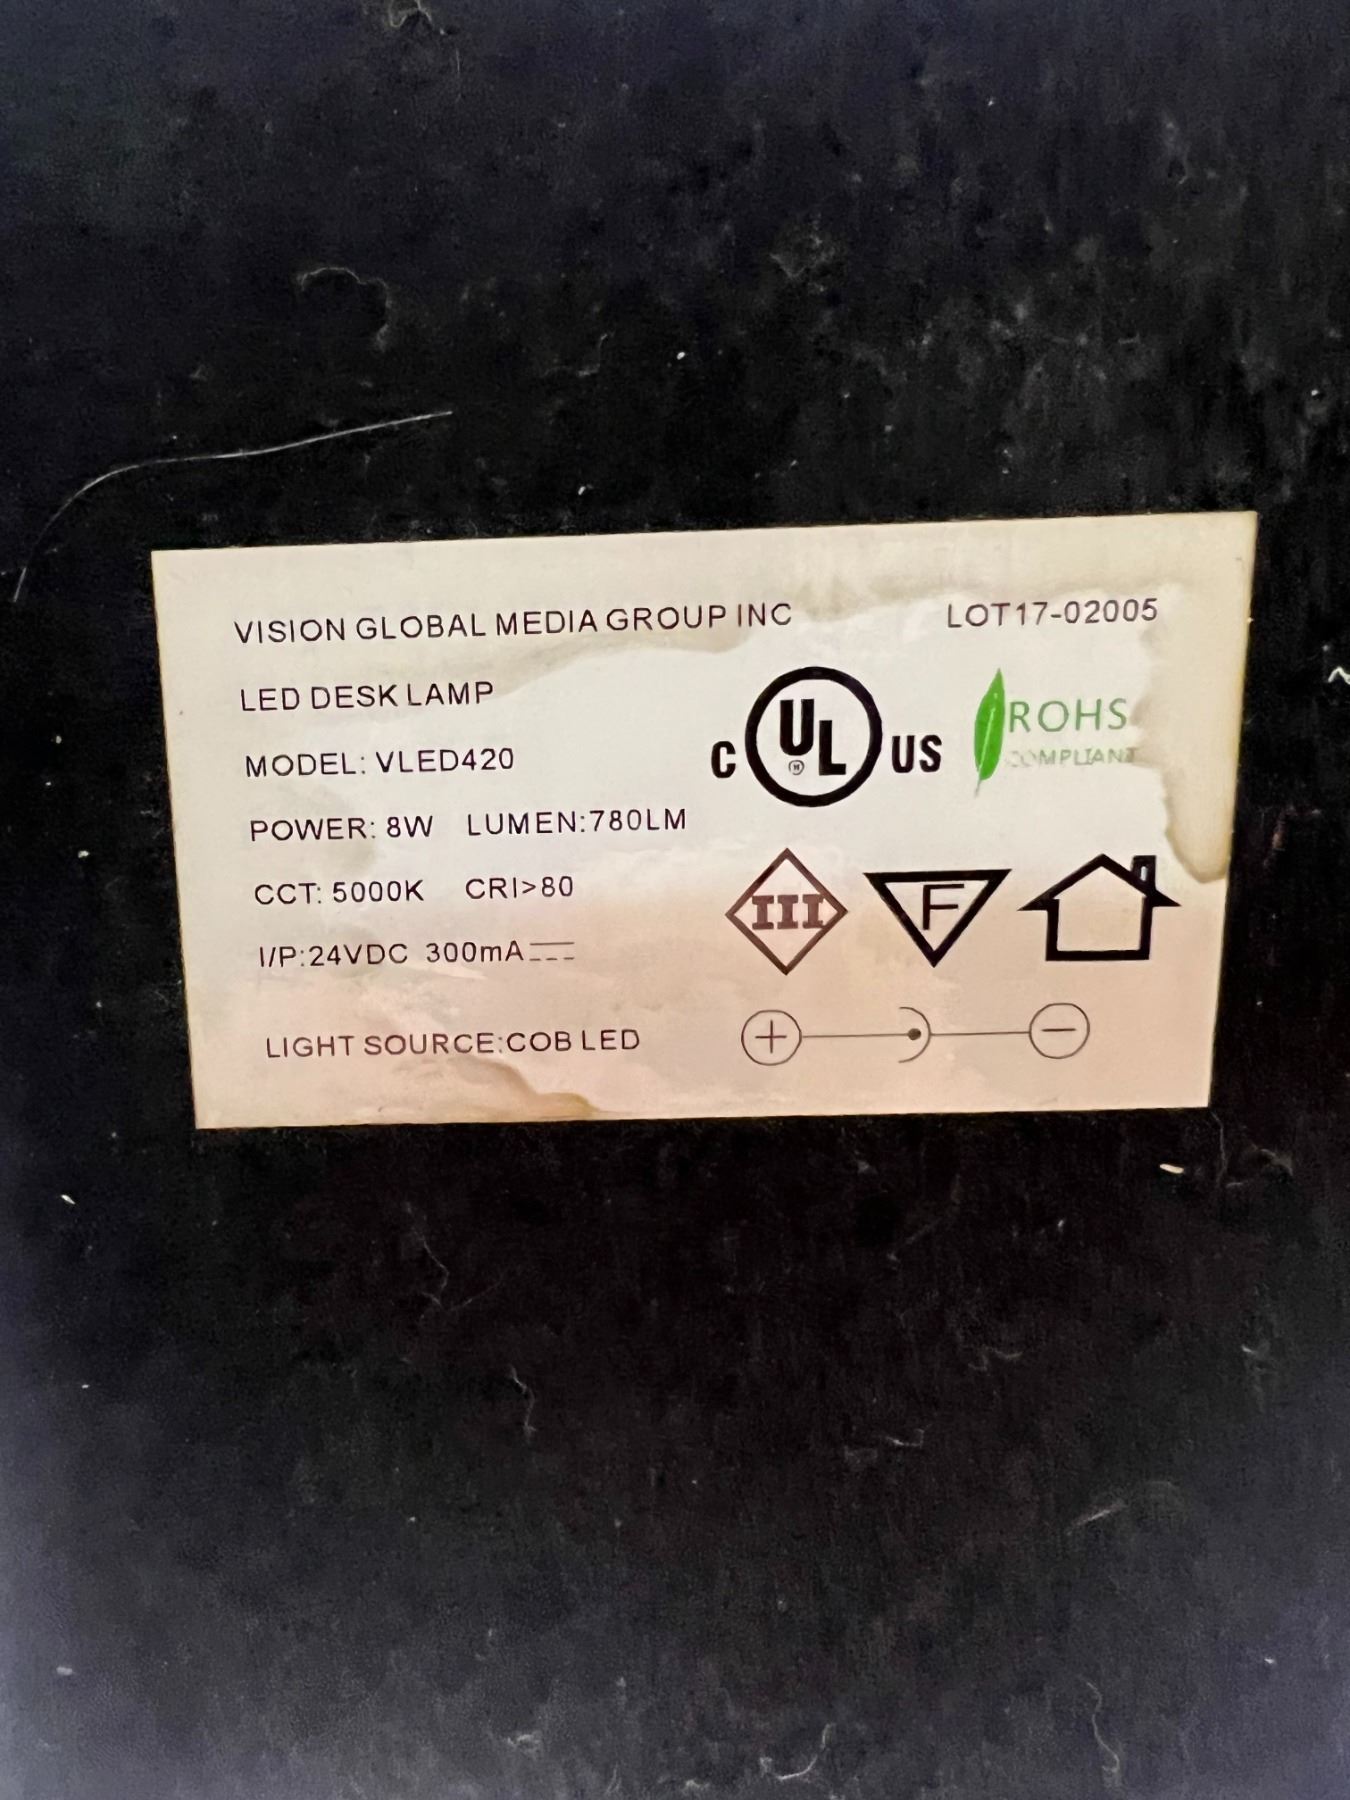 VISION GLOBAL MEDIA GROUP INC LOT17-02005
LED DESK LAMP
MODEL: VLED420
C UL US
ROHS
COMPLIANT
POWER: 8W LUMEN:780LM
CCT: 5000K CRI>80
III F
I/P:24VDC 300mA
LIGHT SOURCE:COB LED